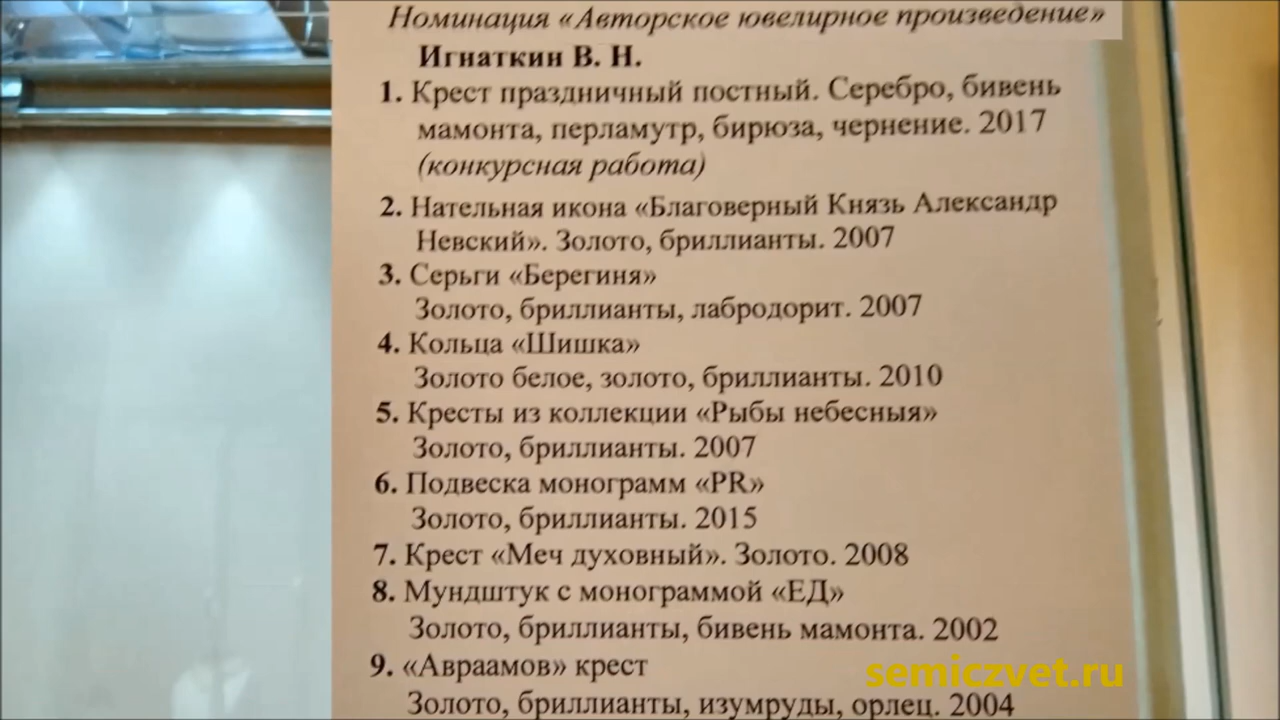 Номинация «Авторское ювелирное произведение»
Игнаткин В. Н.
1. Крест праздничный постный. Серебро, бивень
мамонта, перламутр, бирюза, чернение. 2017
(конкурсная работа)
2. Нательная икона «Благоверный Князь Александр
Невский». Золото, бриллианты. 2007
3. Серьги «Берегиня»
Золото, бриллианты, лабродорит. 2007
4. Кольца «Шишка»
Золото белое, золото, бриллианты. 2010
5. Кресты из коллекции «Рыбы небесныя»
Золото, бриллианты. 2007
6. Подвеска монограмм «PR»
Золото, бриллианты. 2015
7. Крест «Меч духовный». Золото. 2008
8. Мундштук с монограммой «ЕД»
Золото, бриллианты, бивень мамонта. 2002
9. «Авраамов» крест
Золото, бриллианты, изумруды, орлец. 2004
semiczvet.ru